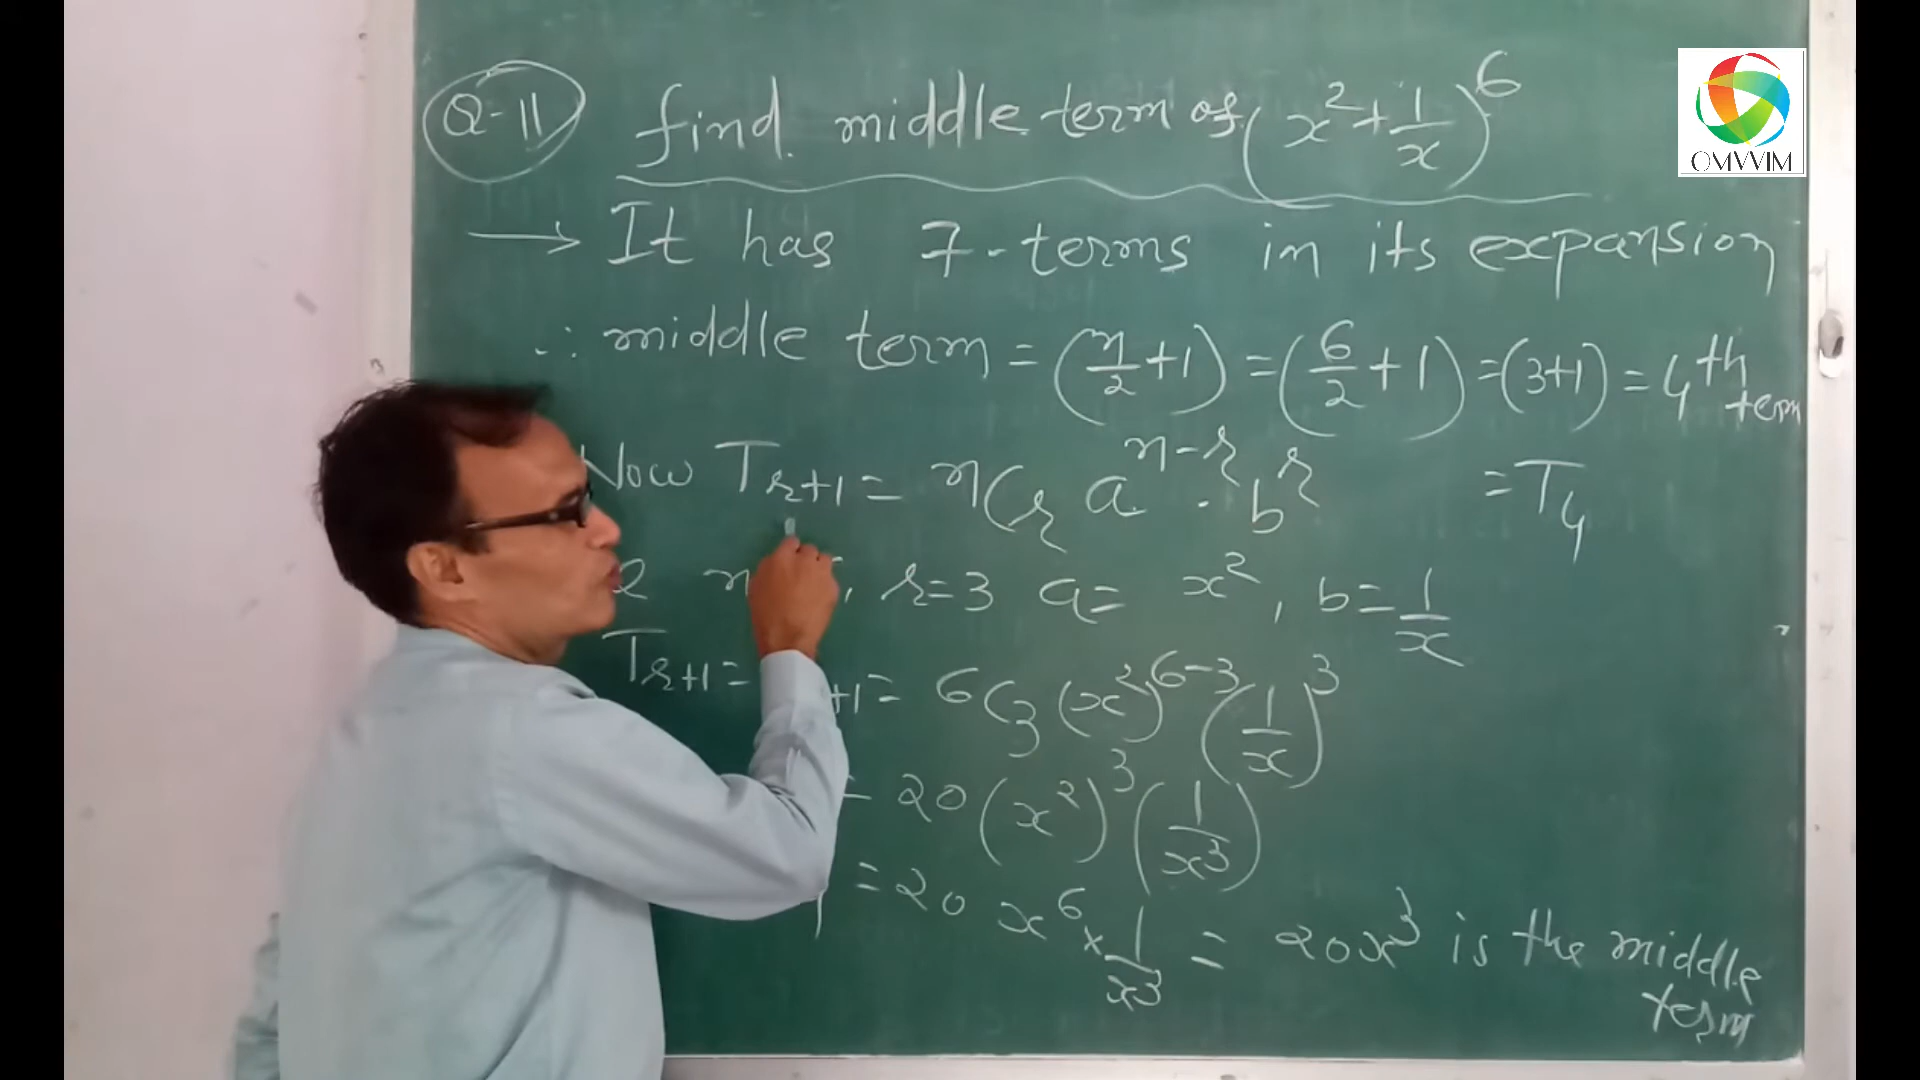 Q-11 find middle term of (x² + 1/x)⁶
OMVVIM
→ It has 7-terms in its expansion
∴ middle term = (n/2 + 1) = (6/2 + 1) = (3+1) = 4th term
Now Tr+1 = nCr a^n-r . b^r = T4
n r=3 a= x², b= 1/x
Tr+1 = +1 = 6C3 (x²)^6-3 (1/x)³
= 20 (x²)³ (1/x³)
= 20 x⁶ × 1/x³ = 20x³ is the middle term